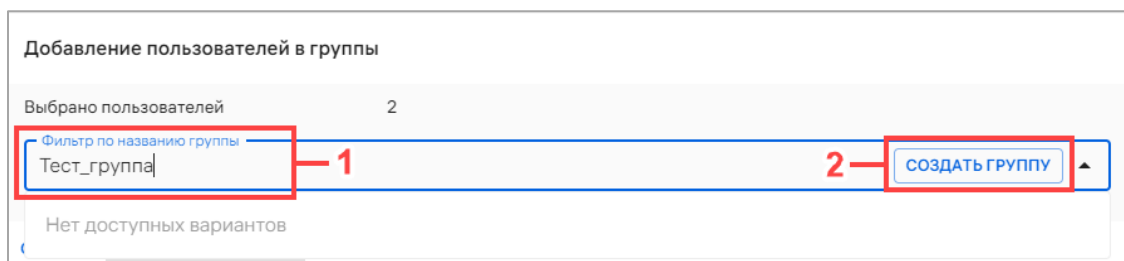 Добавление пользователей в группы
Выбрано пользователей 2
Фильтр по названию группы
Тест_группа 1 2 СОЗДАТЬ ГРУППУ
Нет доступных вариантов